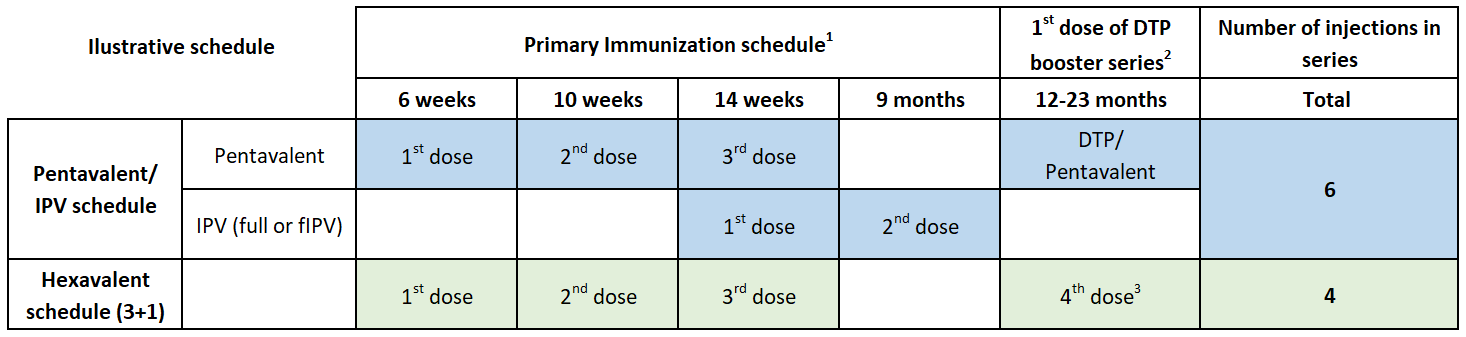 Ilustrative schedule
Primary Immunization schedule¹
1st dose of DTP
booster series²
Number of injections in
series
6 weeks
10 weeks
14 weeks
9 months
12-23 months
Total
Pentavalent/
IPV schedule
Pentavalent
1st dose
2nd dose
3rd dose
DTP/
Pentavalent
6
IPV (full or fIPV)
1st dose
2nd dose
Hexavalent
schedule (3+1)
1st dose
2nd dose
3rd dose
4th dose³
4